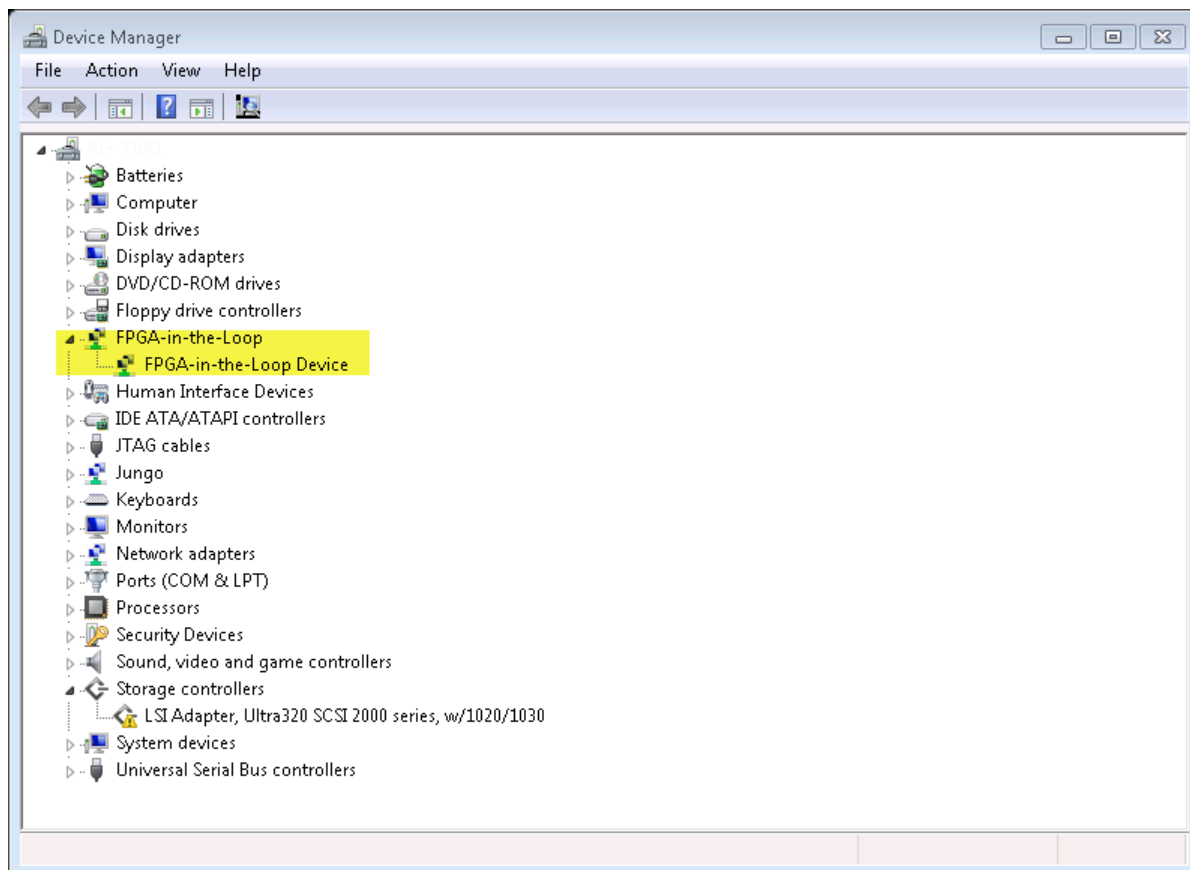 Device Manager
File Action View Help
Batteries
Computer
Disk drives
Display adapters
DVD/CD-ROM drives
Floppy drive controllers
FPGA-in-the-Loop
FPGA-in-the-Loop Device
Human Interface Devices
IDE ATA/ATAPI controllers
JTAG cables
Jungo
Keyboards
Monitors
Network adapters
Ports (COM & LPT)
Processors
Security Devices
Sound, video and game controllers
Storage controllers
LSI Adapter, Ultra320 SCSI 2000 series, w/1020/1030
System devices
Universal Serial Bus controllers